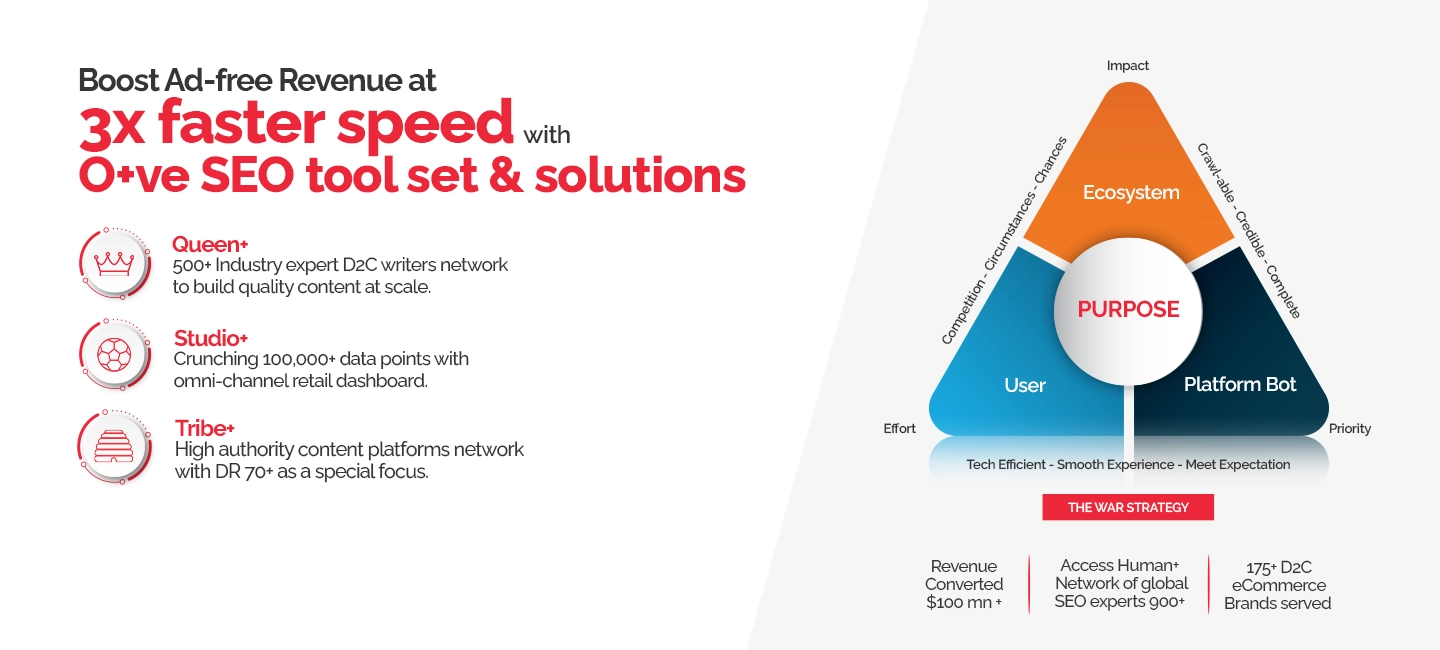 Boost Ad-free Revenue at
3x faster speed with
O+ve SEO tool set & solutions
Queen+
500+ Industry expert D2C writers network
to build quality content at scale.
Studio+
Crunching 100,000+ data points with
omni-channel retail dashboard.
Tribe+
High authority content platforms network
with DR 70+ as a special focus.
Impact
Competition - Circumstances - Chances
Crawl-able - Credible - Complete
Ecosystem
PURPOSE
User
Platform Bot
Effort
Priority
Tech Efficient - Smooth Experience - Meet Expectation
THE WAR STRATEGY
Revenue
Converted
$100 mn +
Access Human+
Network of global
SEO experts 900+
175+ D2C
eCommerce
Brands served